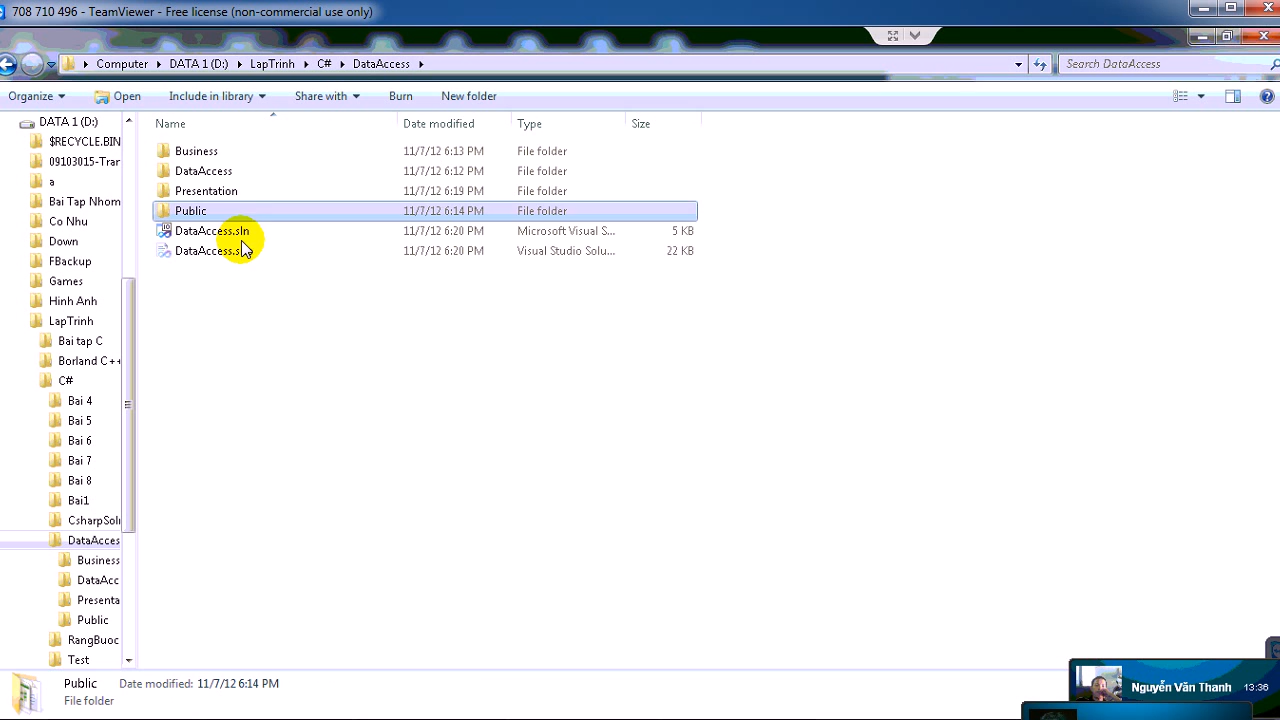 708 710 496 - TeamViewer - Free license (non-commercial use only)
Computer DATA 1 (D:) LapTrinh C# DataAccess Search DataAccess
Organize Open Include in library Share with Burn New folder
DATA 1 (D:)
$RECYCLE.BIN
09103015-Tran
a
Bai Tap Nhom
Co Nhu
Down
FBackup
Games
Hinh Anh
LapTrinh
Bai tap C
Borland C++
C#
Bai 4
Bai 5
Bai 6
Bai 7
Bai 8
Bai1
CsharpSolu
DataAcces
Business
DataAcc
Presenta
Public
RangBuoc
Test
Name Date modified Type Size
Business 11/7/12 6:13 PM File folder
DataAccess 11/7/12 6:12 PM File folder
Presentation 11/7/12 6:19 PM File folder
Public 11/7/12 6:14 PM File folder
DataAccess.sln 11/7/12 6:20 PM Microsoft Visual S... 5 KB
DataAccess.s 11/7/12 6:20 PM Visual Studio Solu... 22 KB
Public Date modified: 11/7/12 6:14 PM
File folder
Nguyễn Văn Thanh 13:36